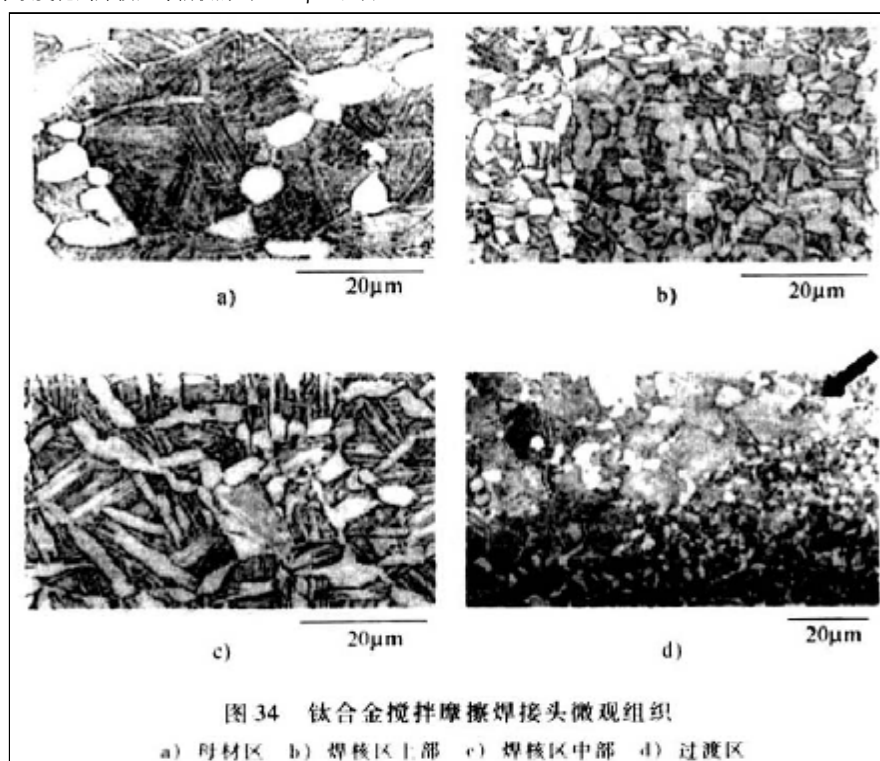 20μm
a)
20μm
b)
20μm
c)
20μm
d)
图 34 钛合金搅拌摩擦焊接头微观组织
a) 母材区 b) 焊核区上部 c) 焊核区中部 d) 过渡区